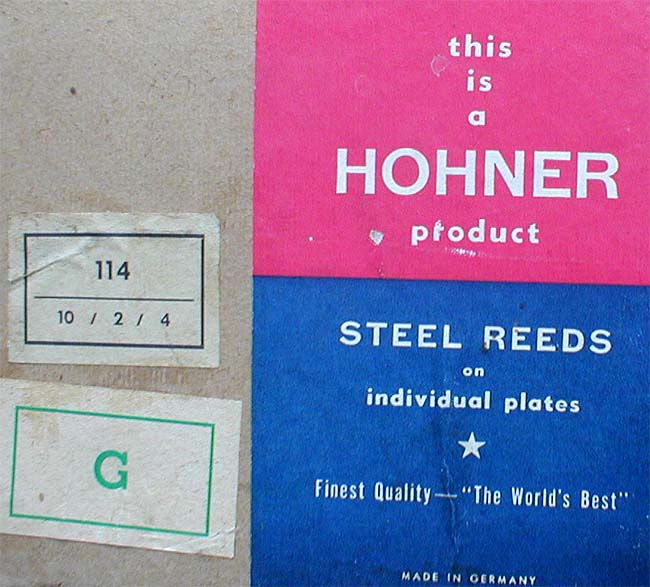 this
is
a
HOHNER
product
STEEL REEDS
on
individual plates
Finest Quality—"The World's Best"
MADE IN GERMANY
114
10 / 2 / 4
G